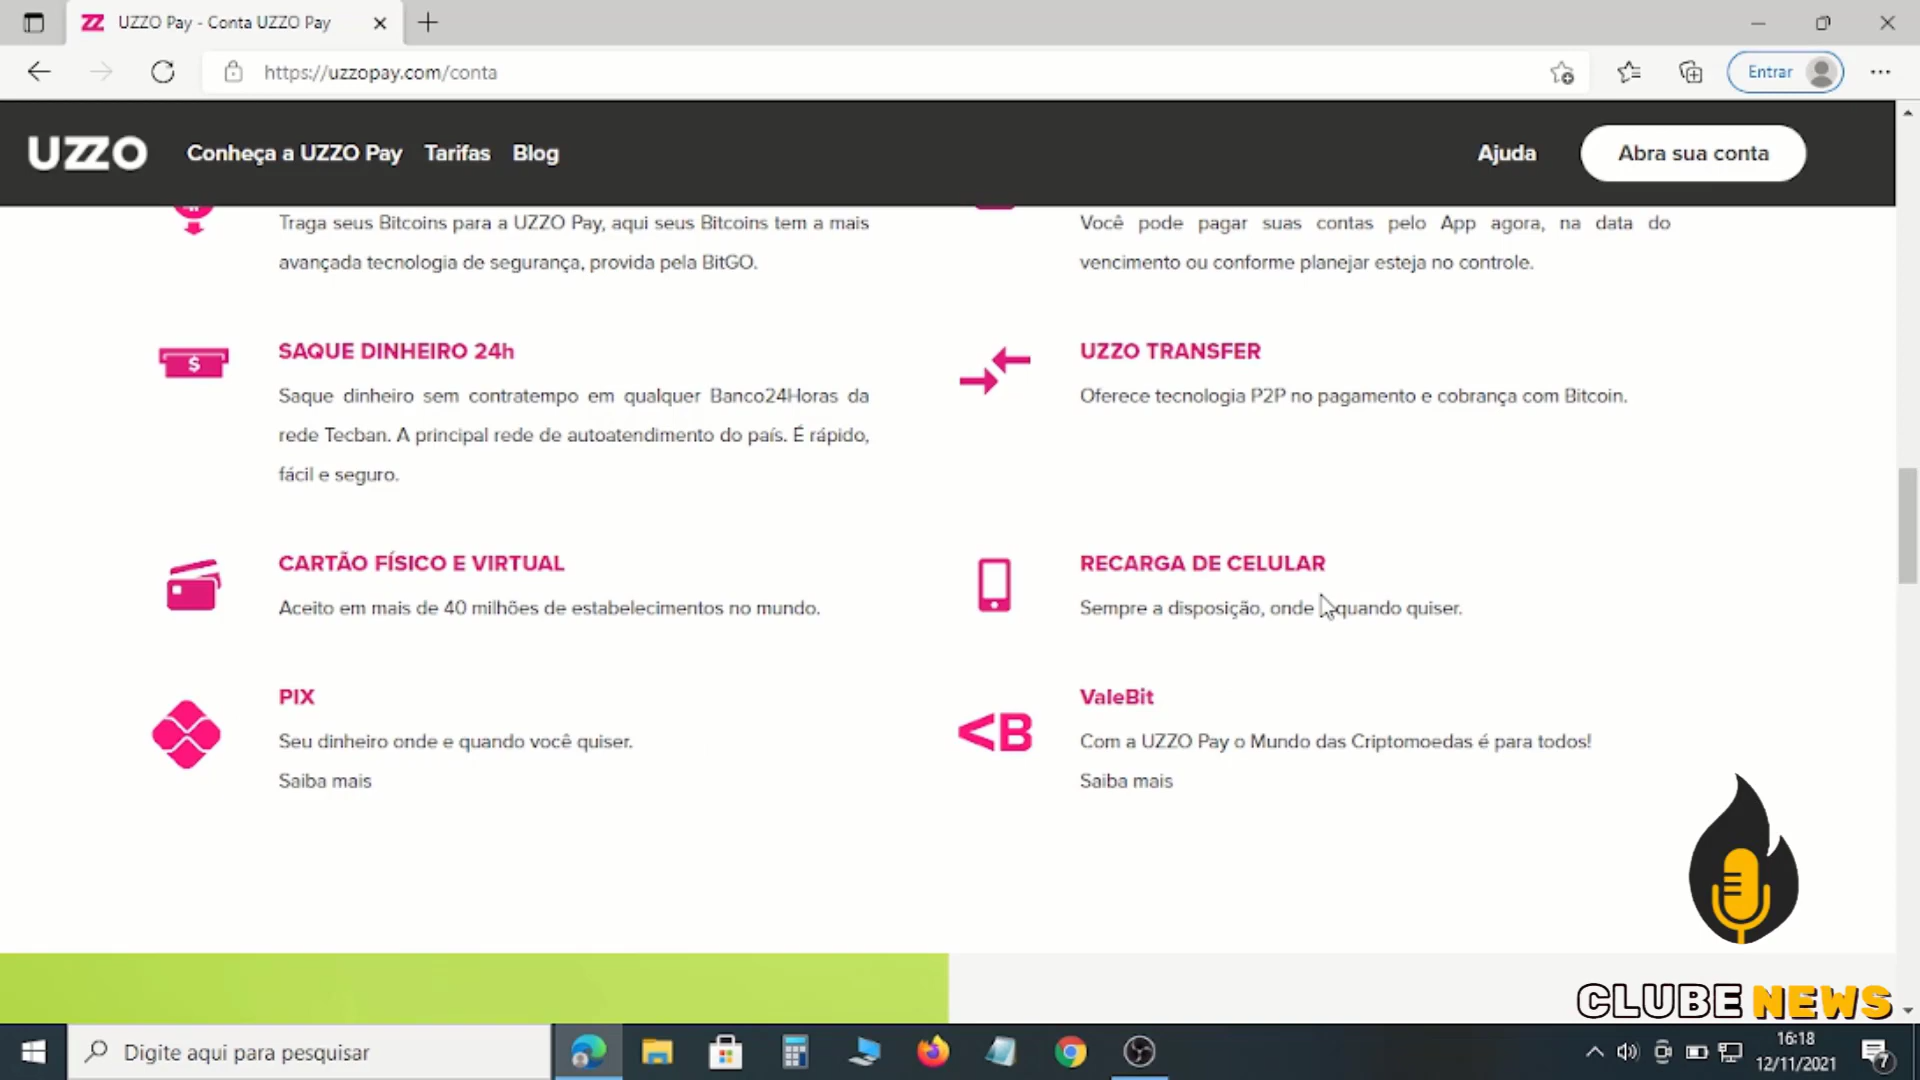 UZZO Pay - Conta UZZO Pay
https://uzzopay.com/conta
Entrar
UZZO
Conheça a UZZO Pay
Tarifas
Blog
Ajuda
Abra sua conta
Traga seus Bitcoins para a UZZO Pay, aqui seus Bitcoins tem a mais
avançada tecnologia de segurança, provida pela BitGO.
Você pode pagar suas contas pelo App agora, na data do
vencimento ou conforme planejar esteja no controle.
SAQUE DINHEIRO 24h
Saque dinheiro sem contratempo em qualquer Banco24Horas da
rede Tecban. A principal rede de autoatendimento do país. É rápido,
fácil e seguro.
UZZO TRANSFER
Oferece tecnologia P2P no pagamento e cobrança com Bitcoin.
CARTÃO FÍSICO E VIRTUAL
Aceito em mais de 40 milhões de estabelecimentos no mundo.
RECARGA DE CELULAR
Sempre a disposição, onde quando quiser.
PIX
Seu dinheiro onde e quando você quiser.
Saiba mais
<B
ValeBit
Com a UZZO Pay o Mundo das Criptomoedas é para todos!
Saiba mais
CLUBE NEWS
Digite aqui para pesquisar
16:18
12/11/2021
7